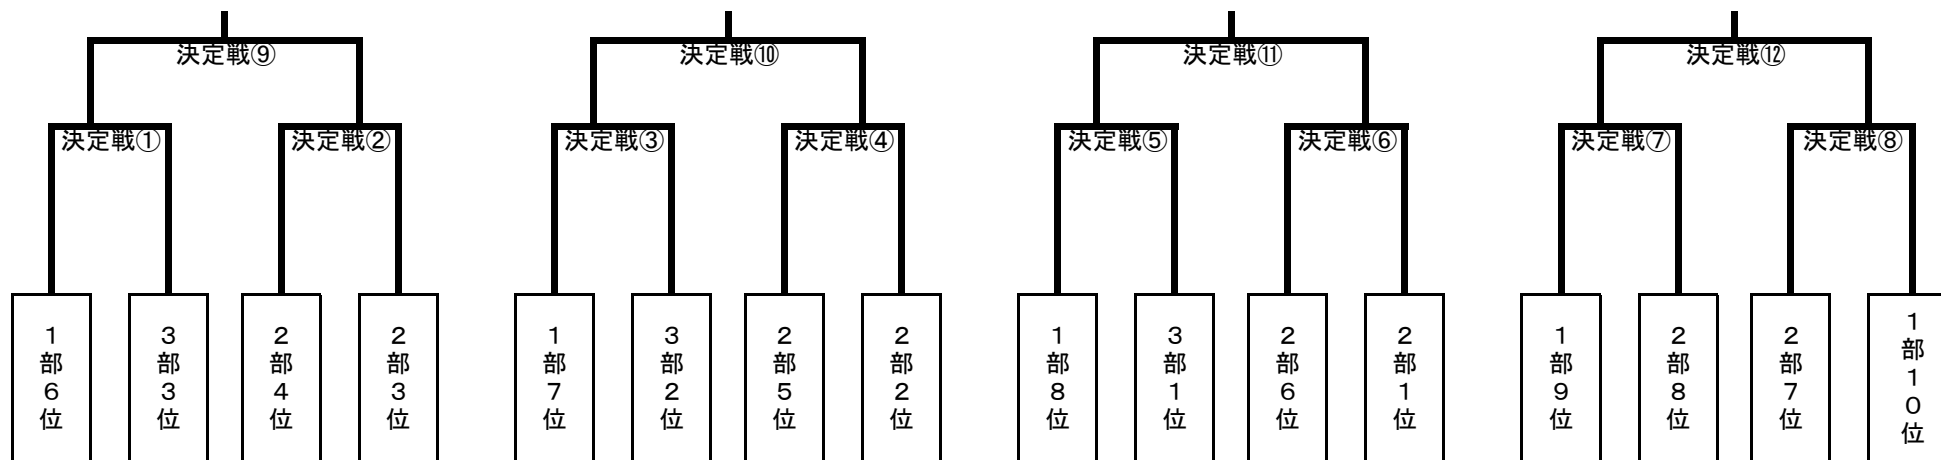 決定戦⑨
決定戦⑩
決定戦⑪
決定戦⑫
決定戦①
決定戦②
決定戦③
決定戦④
決定戦⑤
決定戦⑥
決定戦⑦
決定戦⑧
1部6位
3部3位
2部4位
2部3位
1部7位
3部2位
2部5位
2部2位
1部8位
3部1位
2部6位
2部1位
1部9位
2部8位
2部7位
1部10位